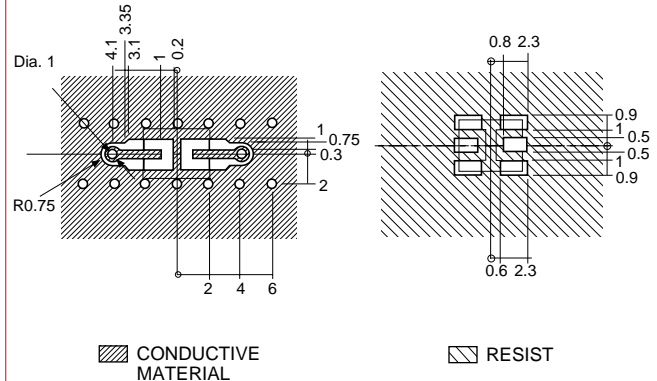 4.1
3.35
3.1
1
0.2
Dia. 1
R0.75
1
0.75
0.3
2
2 4 6
CONDUCTIVE
MATERIAL
0.8 2.3
0.9
1
0.5
0.5
1
0.9
0.6 2.3
RESIST